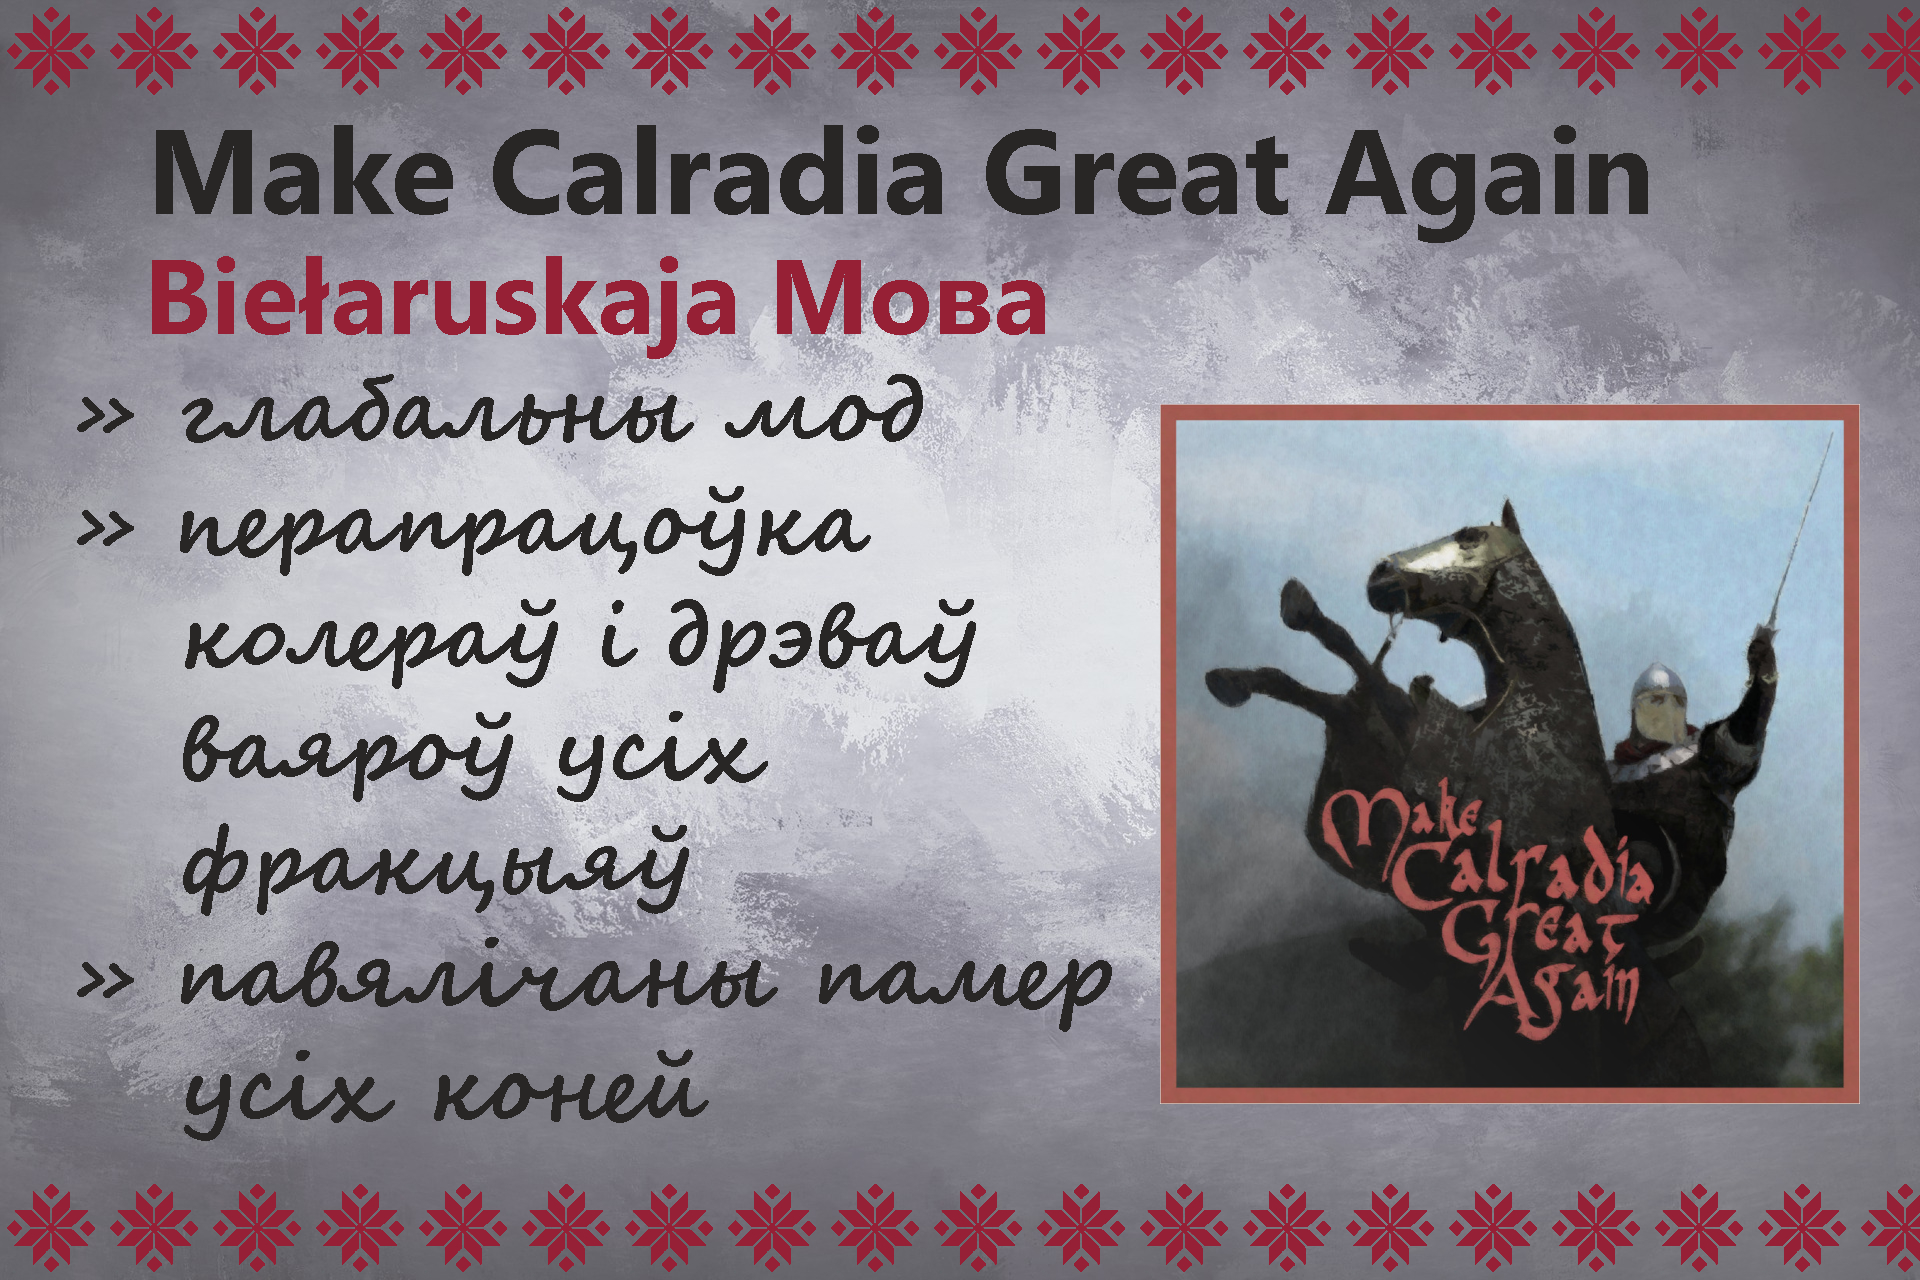 Make Calradia Great Again
Biełaruskaja Мова
» глабальны мод
» перапрацоўка
колераў і дрэваў
ваяроў усіх
фракцыяў
» павялічаны памер
усіх коней
Make
Calradia
Great
Again